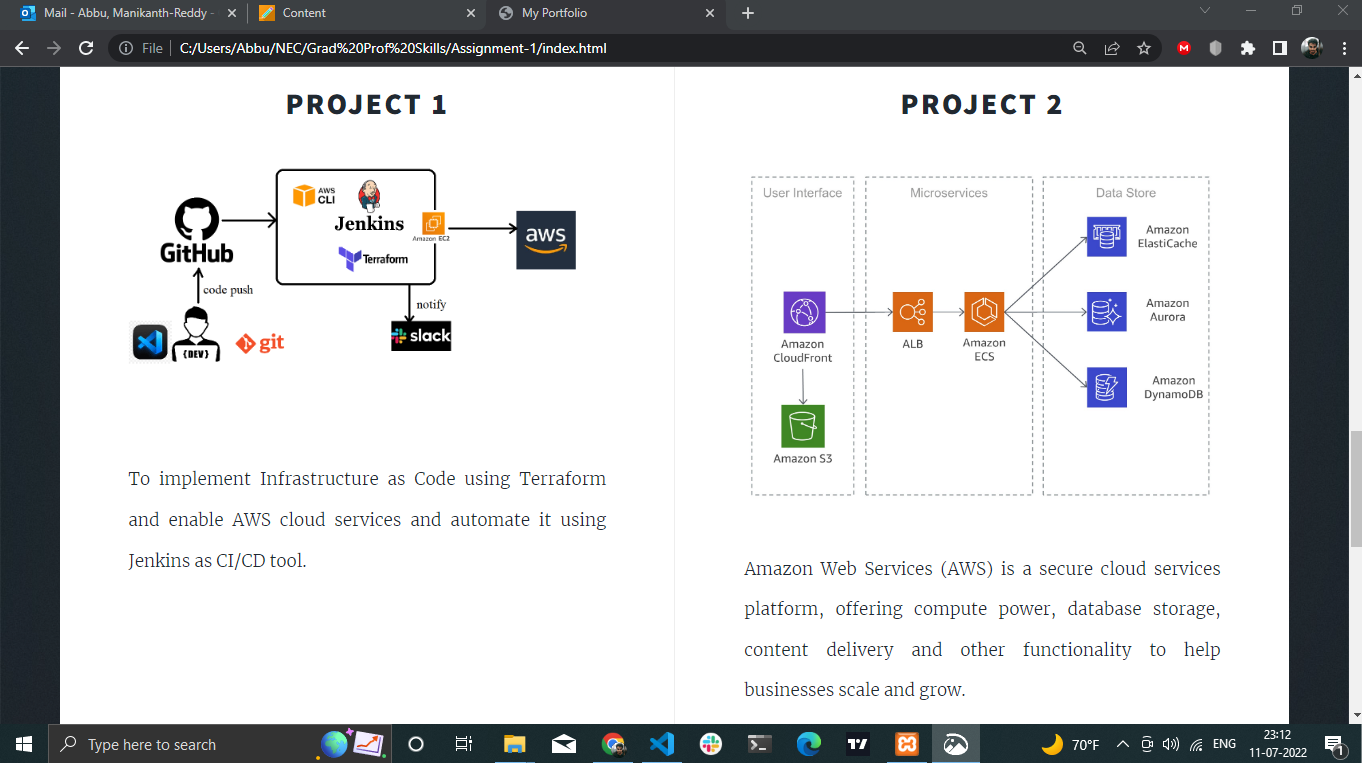 Mail - Abbu, Manikanth-Reddy -
Content
My Portfolio
File
C:/Users/Abbu/NEC/Grad%20Prof%20Skills/Assignment-1/index.html
PROJECT 1
AWS
CLI
Jenkins
Amazon EC2
Terraform
GitHub
aws
code push
notify
slack
{DEV}
git
To implement Infrastructure as Code using Terraform
and enable AWS cloud services and automate it using
Jenkins as CI/CD tool.
PROJECT 2
User Interface
Microservices
Data Store
Amazon
ElastiCache
Amazon
Aurora
Amazon
CloudFront
ALB
Amazon
ECS
Amazon
DynamoDB
Amazon S3
Amazon Web Services (AWS) is a secure cloud services
platform, offering compute power, database storage,
content delivery and other functionality to help
businesses scale and grow.
Type here to search
70°F
ENG
23:12
11-07-2022
1